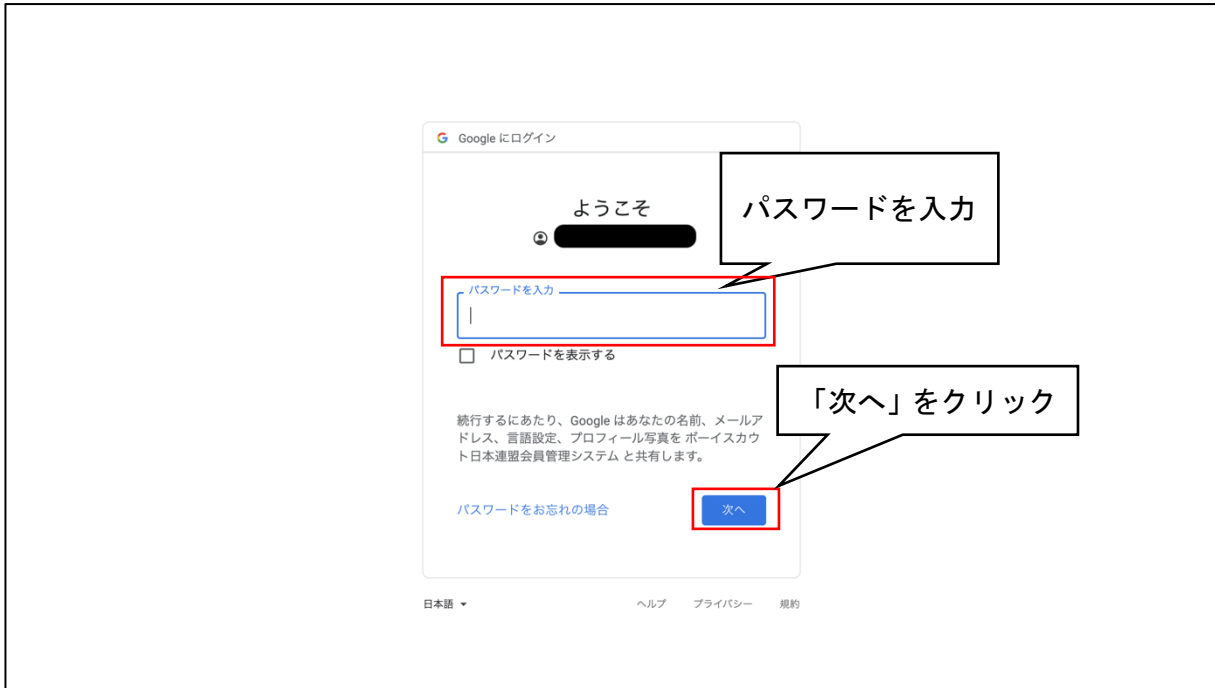 Google にログイン
ようこそ
パスワードを入力
パスワードを入力
パスワードを表示する
「次へ」をクリック
続行するにあたり、Google はあなたの名前、メールア
ドレス、言語設定、プロフィール写真を ボーイスカウ
ト日本連盟会員管理システム と共有します。
パスワードをお忘れの場合
次へ
日本語
ヘルプ プライバシー 規約